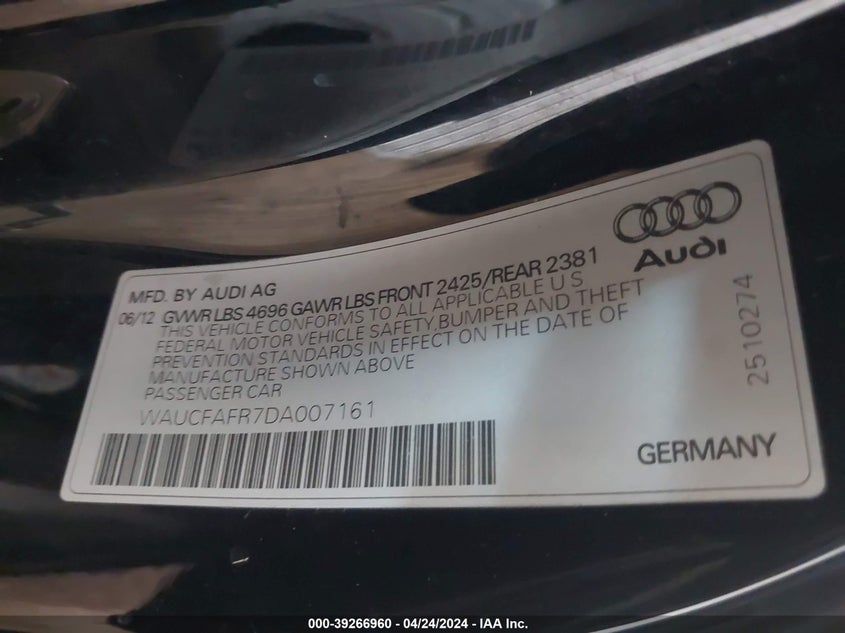 Audi
MFD. BY AUDI AG
06/12 GVWR LBS 4696 GAWR LBS FRONT 2425/REAR 2381
THIS VEHICLE CONFORMS TO ALL APPLICABLE U S
FEDERAL MOTOR VEHICLE SAFETY,BUMPER AND THEFT
PREVENTION STANDARDS IN EFFECT ON THE DATE OF
MANUFACTURE SHOWN ABOVE
PASSENGER CAR
WAUCFAFR7DA007161
2510274
GERMANY
000-39266960 - 04/24/2024 - IAA Inc.